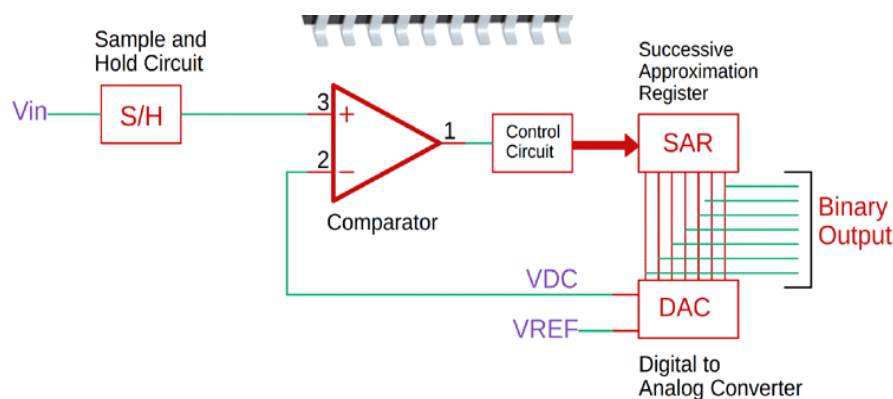 Sample and
Hold Circuit
Successive
Approximation
Register
Vin
S/H
3
+
1
2
−
Control
Circuit
SAR
Comparator
Binary
Output
VDC
DAC
VREF
Digital to
Analog Converter